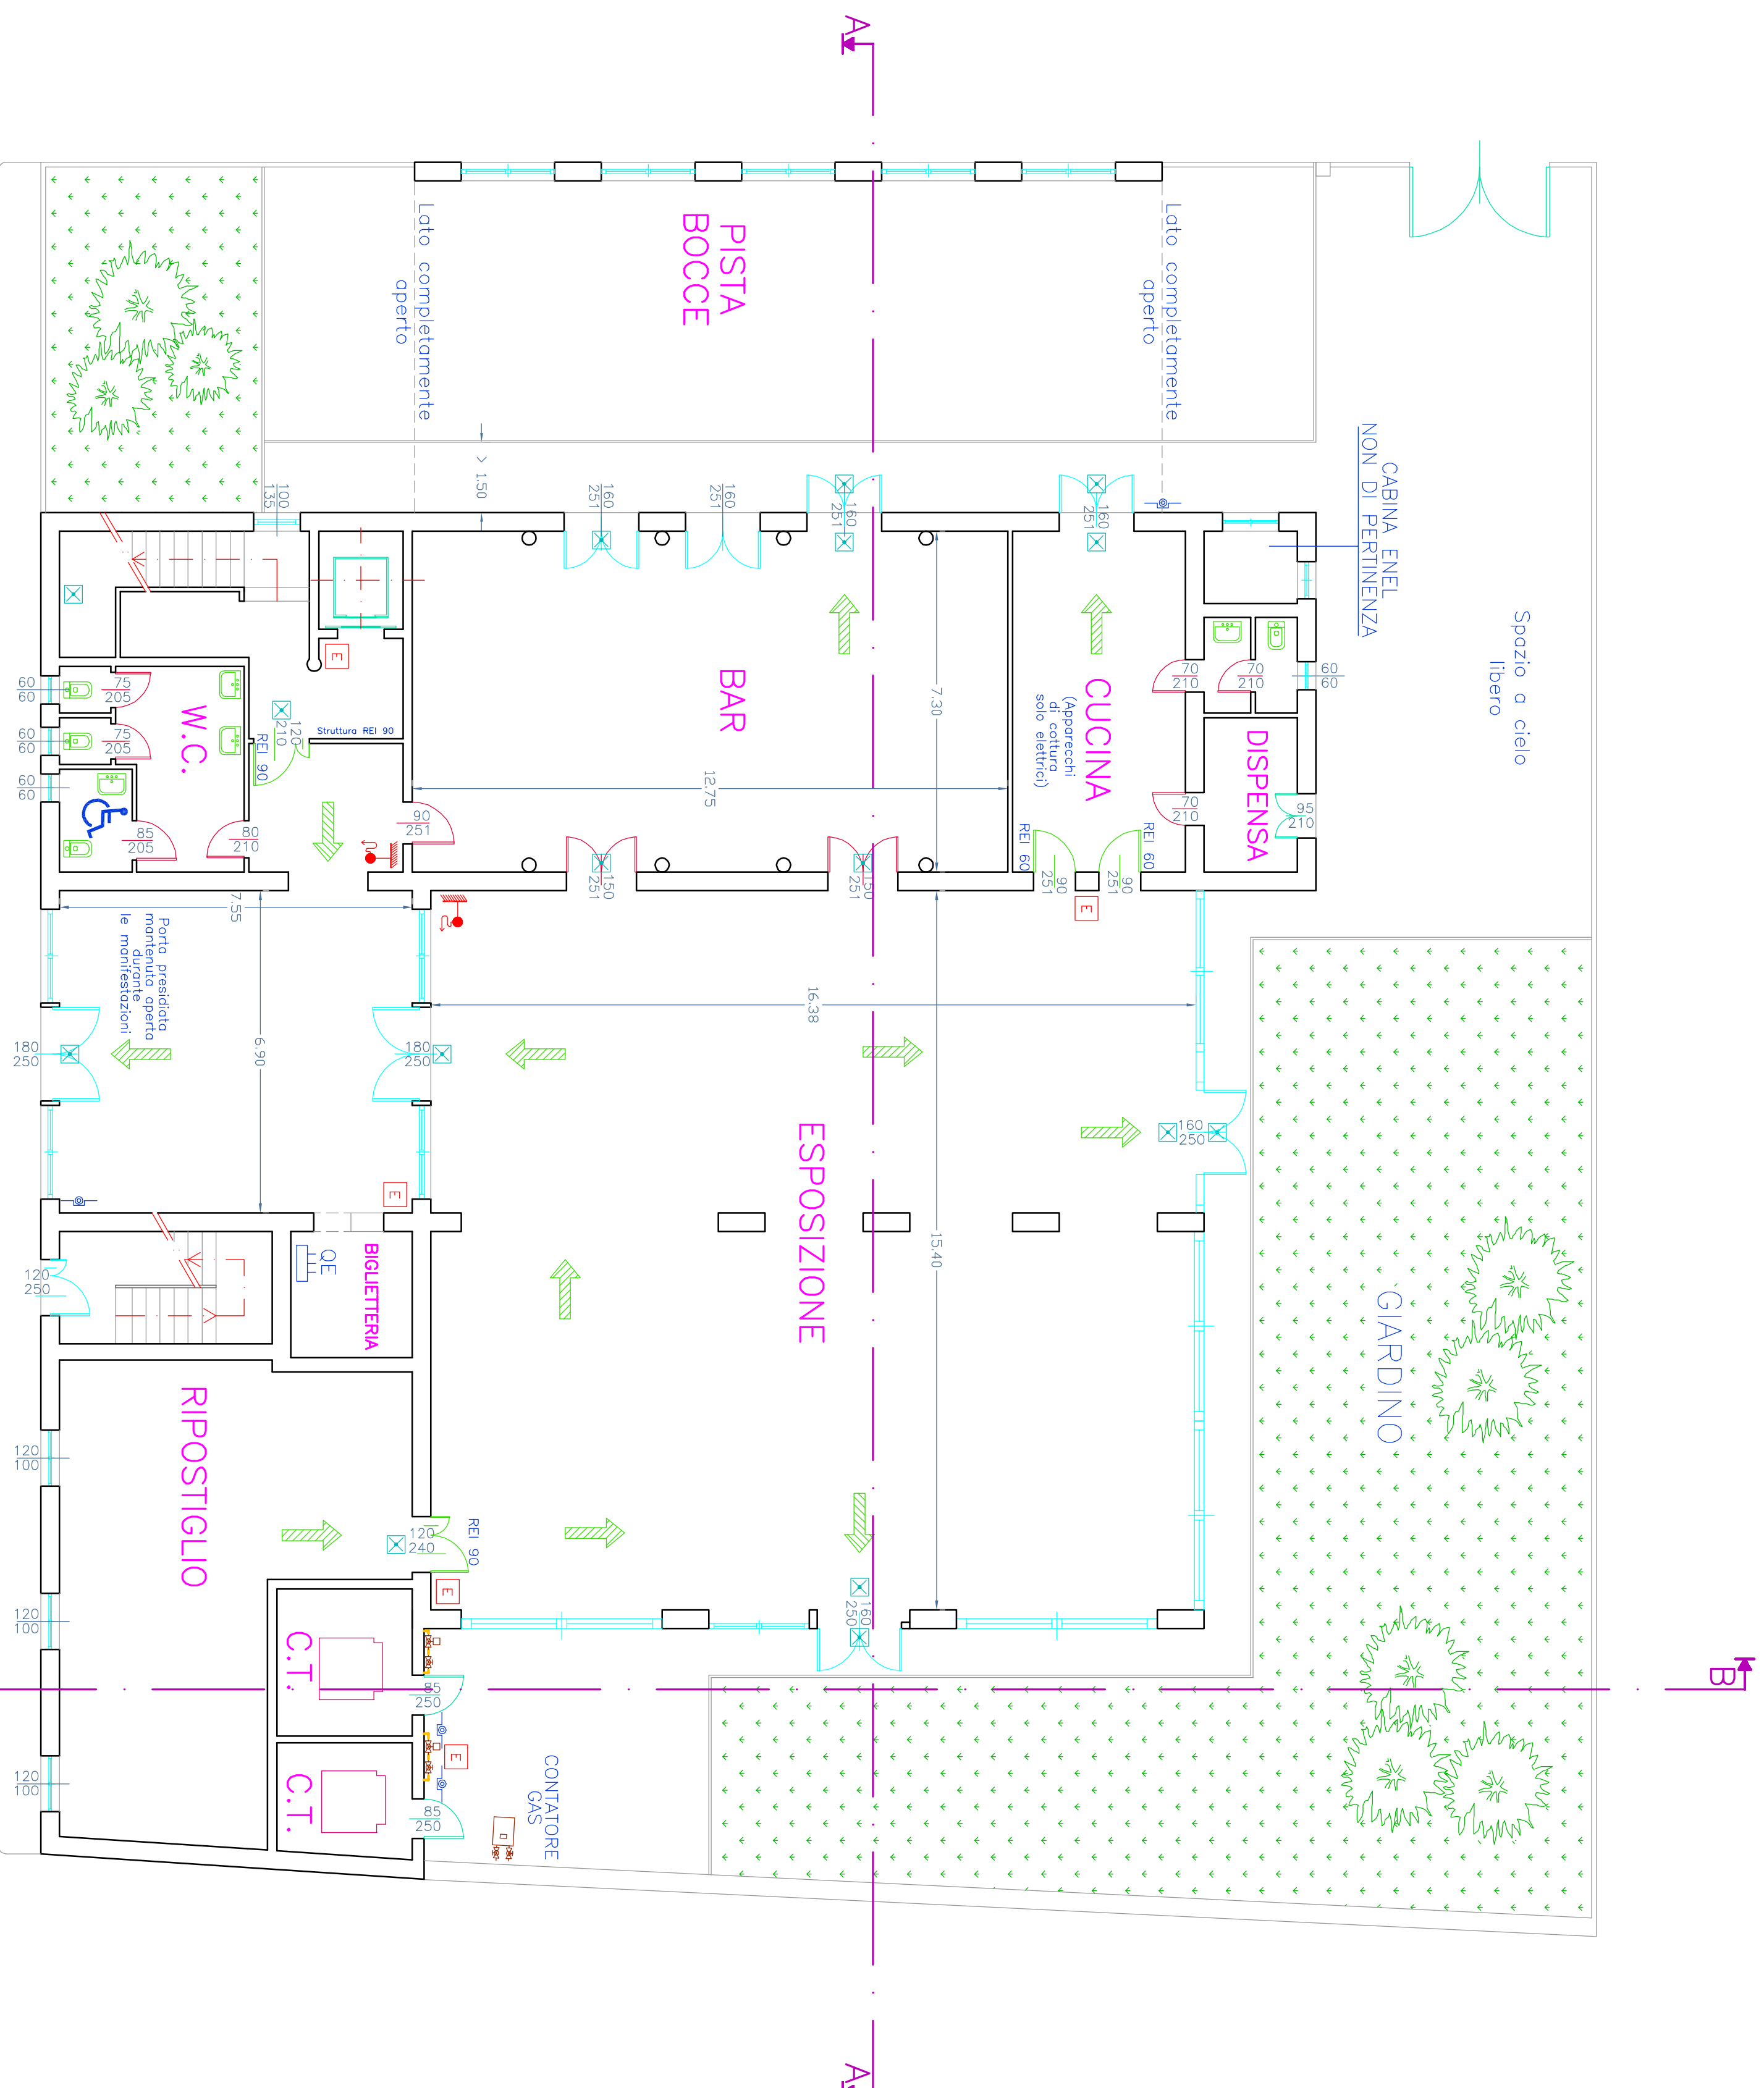 A
A
B
Spazio a cielo
libero
CABINA ENEL
NON DI PERTINENZA
Lato completamente
aperto
Lato completamente
aperto
PISTA
BOCCE
> 1.50
100
135
160
251
160
251
160
251
160
251
60
60
70
210
70
210
70
210
95
210
DISPENSA
CUCINA
(Apparecchi
di cottura
solo elettrici)
REI 60
REI 60
90
251
90
251
E
BAR
7.30
12.75
150
251
150
251
90
251
E
Struttura REI 90
120
210
REI 90
W.C.
75
205
75
205
85
205
80
210
60
60
60
60
60
60
7.55
6.90
Porta presidiata
mantenuta aperta
durante
le manifestazioni
180
250
180
250
E
16.38
15.40
160
250
ESPOSIZIONE
GIARDINO
BIGLIETTERIA
QE
120
250
RIPOSTIGLIO
120
100
120
100
120
100
REI 90
120
240
E
160
250
C.T.
85
250
E
C.T.
85
250
CONTATORE
GAS